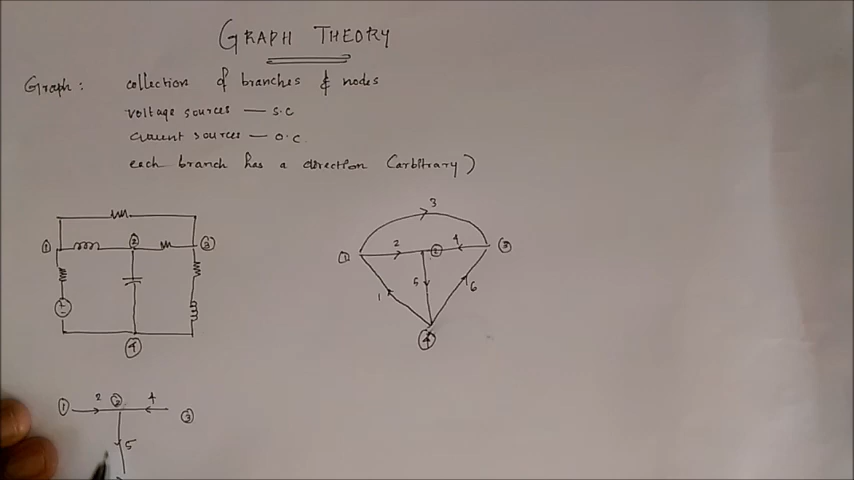 GRAPH THEORY
Graph: collection of branches & nodes
voltage sources — S.C
current sources — O.C.
each branch has a direction (arbitrary)
3
1 2 3
1 2 2 4 3
1 5 6
4
4
1 2 2 4 3
5